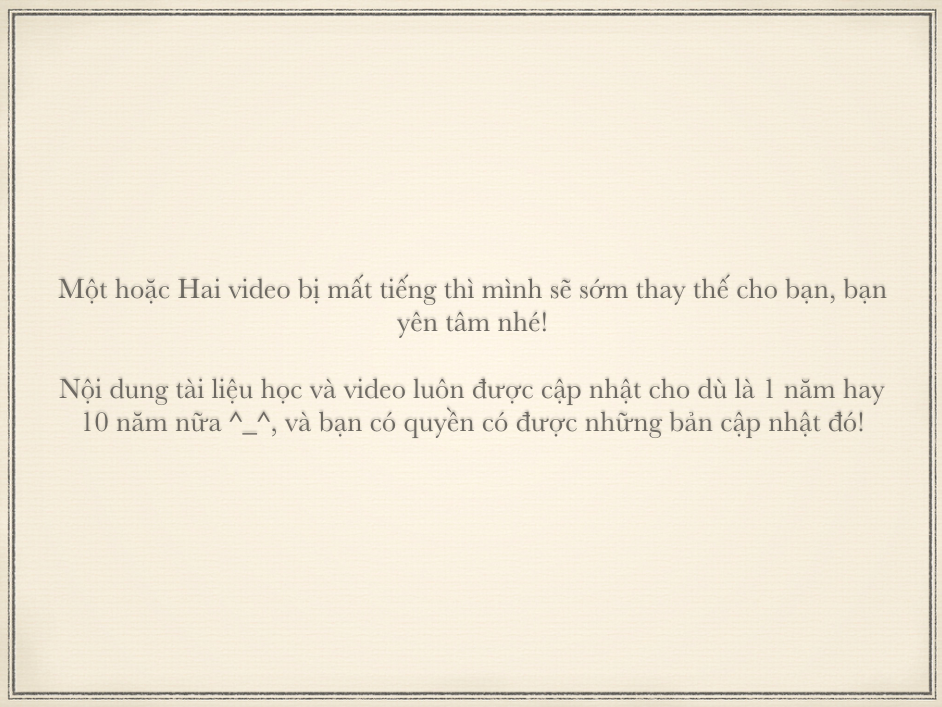 Một hoặc Hai video bị mất tiếng thì mình sẽ sớm thay thế cho bạn, bạn
yên tâm nhé!
Nội dung tài liệu học và video luôn được cập nhật cho dù là 1 năm hay
10 năm nữa ^_^, và bạn có quyền có được những bản cập nhật đó!